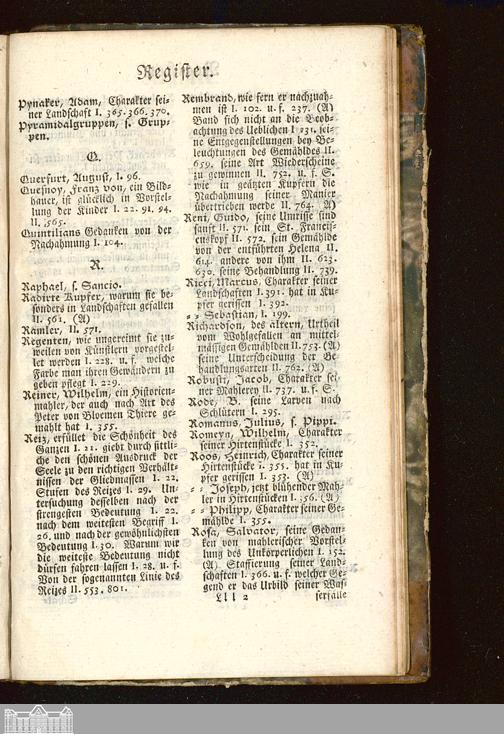 Register.
Pynaker, Adam, Charakter sei-
ner Landschaft I. 365. 366. 370.
Pyramidalgruppen, s. Grup-
pen.
Q.
Querfurt, August, I. 96.
Quesnoy, Franz von, ein Bild-
hauer, ist glücklich in Vorstel-
lung der Kinder I. 22. 91. 94.
II. 565.
Quintilians Gedanken von der
Nachahmung I. 104.
R.
Raphael, s. Sancio.
Radirte Kupfer, warum sie be-
sonders in Landschaften gefallen
II. 561. (A)
Ramler, II. 571.
Regenten, wie ungereimt sie zu-
weilen von Künstlern vorgestel-
let werden I. 228. u. f. welche
Farbe man ihren Gewändern zu
geben pflegt I. 229.
Reiner, Wilhelm, ein Historien-
mahler, der auch nach Art des
Peter von Bloemen Thiere ge-
mahlt hat I. 355.
Reiz, erfüllet die Schönheit des
Ganzen I. 21. giebt durch sittli-
che den schönen Ausdruck der
Seele zu den richtigen Verhält-
nissen der Gliedmassen I. 22.
Stufen des Reizes I. 29. Un-
tersuchung desselben nach der
strengesten Bedeutung I. 22.
nach dem weitesten Begriff I.
26. und nach der gewöhnlichsten
Bedeutung I. 30. Warum wir
die weiteste Bedeutung nicht
dürfen fahren lassen I. 28. u. f.
Von der sogenannten Linie des
Reizes II. 553. 801.
Rembrand, wie fern er nachzuah-
men ist I. 102. u. f. 237. (A)
Band sich nicht an die Beob-
achtung des Ueblichen I. 131. sei-
ne Entgegenstellungen bey Be-
leuchtungen des Gemähldes II.
659. seine Art Wiederscheine
zu gewinnen II. 752. u. f. S.
wie in geäzten Kupfern die
Nachahmung seiner Manier
übertrieben werde II. 764. A)
Reni, Guido, seine Umrisse sind
sanft II. 571. sein St. Francis-
cuskopf II. 572. sein Gemählde
von der entführten Helena II.
614. andere von ihm II. 623.
630. seine Behandlung II. 739.
Ricci, Marcus, Charakter seiner
Landschaften I. 391. hat in Ku-
pfer gerissen I. 392.
= = Sebastian, I. 199.
Richardson, des ältern, Urtheil
vom Wohlgefallen an mittel-
mässigen Gemählden II. 753. (A)
seine Unterscheidung der Be-
handlungsarten II. 762. (A)
Robusti, Jacob, Charakter sei-
ner Mahlerey II. 737. u. f. S.
Rode, B. seine Larven nach
Schlütern I. 295.
Romanus, Julius, s. Pippi.
Romeyn, Wilhelm, Charakter
seiner Hirtenstücke I. 352.
Roos, Heinrich, Charakter seiner
Hirtenstücke I. 353. hat in Ku-
pfer gerissen I. 353. (A)
= = Joseph, jetzt blühender Mah-
ler in Hirtenstücken I. 356. (A)
= = Philipp, Charakter seiner Ge-
mählde I. 355.
Rosa, Salvator, seine Gedan-
ken von mahlerischer Vorstel-
lung des Unkörperlichen I. 152.
(A) Staffierung seiner Land-
schaften I. 366. u. f. welcher Ge-
gend er das Urbild seiner Was-
Lll 2 serfälle